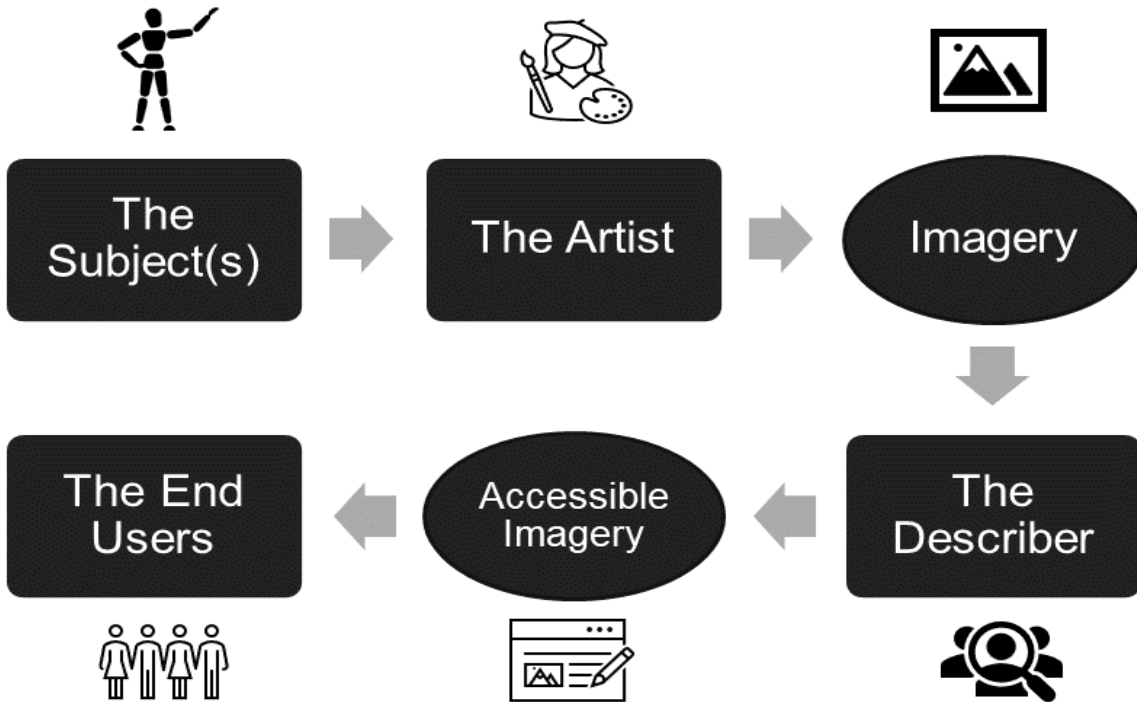 The
Subject(s)
The Artist
Imagery
The
Describer
Accessible
Imagery
The End
Users